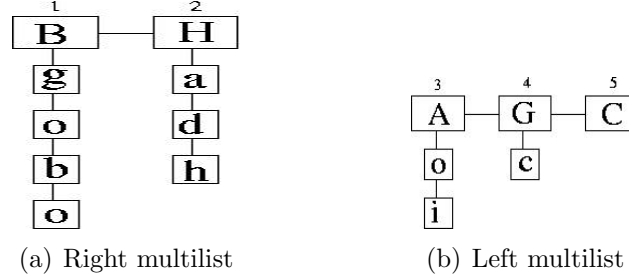 1 2
B H
g a
o d
b h
o
(a) Right multilist
3 4 5
A G C
o c
i
(b) Left multilist